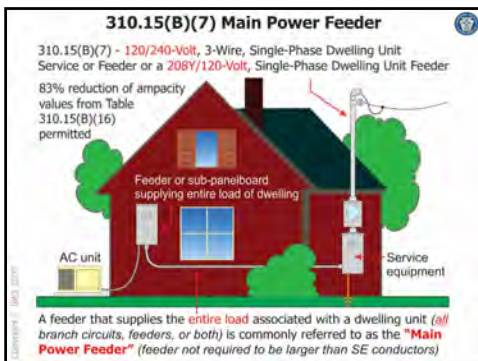 310.15(B)(7) Main Power Feeder
310.15(B)(7) - 120/240-Volt, 3-Wire, Single-Phase Dwelling Unit
Service or Feeder or a 208Y/120-Volt, Single-Phase Dwelling Unit Feeder
83% reduction of ampacity
values from Table
310.15(B)(16)
permitted
Feeder or sub-panelboard
supplying entire load of dwelling
AC unit
Service
equipment
A feeder that supplies the entire load associated with a dwelling unit (all
branch circuits, feeders, or both) is commonly referred to as the "Main
Power Feeder" (feeder not required to be larger than SE conductors)